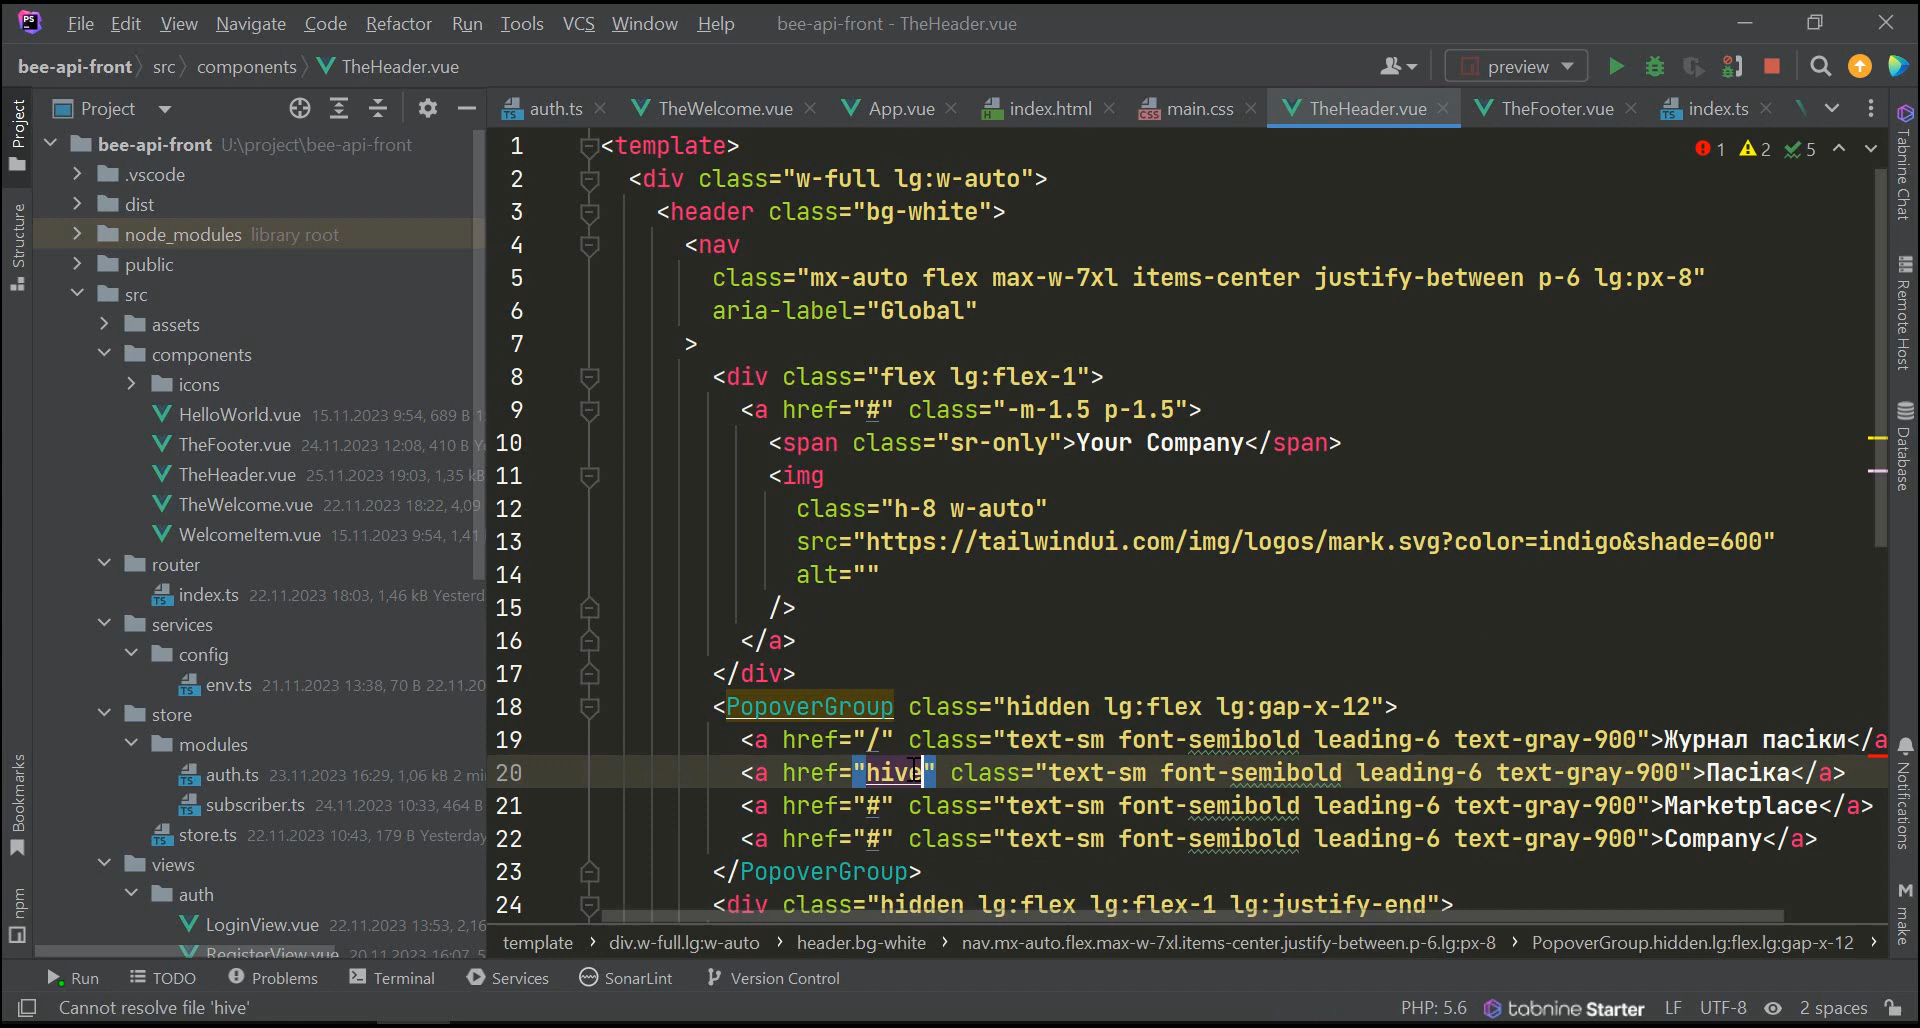 PS File Edit View Navigate Code Refactor Run Tools VCS Window Help bee-api-front - TheHeader.vue
bee-api-front src components TheHeader.vue preview
Project auth.ts TheWelcome.vue App.vue index.html main.css TheHeader.vue TheFooter.vue index.ts
bee-api-front U:\project\bee-api-front
.vscode
dist
node_modules library root
public
src
assets
components
icons
HelloWorld.vue 15.11.2023 9:54, 689 B
TheFooter.vue 24.11.2023 12:08, 410 B
TheHeader.vue 25.11.2023 19:03, 1,35 kB
TheWelcome.vue 22.11.2023 18:22, 4,09
WelcomeItem.vue 15.11.2023 9:54, 1,41
router
index.ts 22.11.2023 18:03, 1,46 kB Yesterd
services
config
env.ts 21.11.2023 13:38, 70 B 22.11.20
store
modules
auth.ts 23.11.2023 16:29, 1,06 kB 2 mi
subscriber.ts 24.11.2023 10:33, 464 B
store.ts 22.11.2023 10:43, 179 B Yesterday
views
auth
LoginView.vue 22.11.2023 13:53, 2,16
RegisterView.vue 20.11.2023 16:07, 5
1 <template>
2 <div class="w-full lg:w-auto">
3 <header class="bg-white">
4 <nav
5 class="mx-auto flex max-w-7xl items-center justify-between p-6 lg:px-8"
6 aria-label="Global"
7 >
8 <div class="flex lg:flex-1">
9 <a href="#" class="-m-1.5 p-1.5">
10 <span class="sr-only">Your Company</span>
11 <img
12 class="h-8 w-auto"
13 src="https://tailwindui.com/img/logos/mark.svg?color=indigo&shade=600"
14 alt=""
15 />
16 </a>
17 </div>
18 <PopoverGroup class="hidden lg:flex lg:gap-x-12">
19 <a href="/" class="text-sm font-semibold leading-6 text-gray-900">Журнал пасіки</a
20 <a href="hive" class="text-sm font-semibold leading-6 text-gray-900">Пасіка</a>
21 <a href="#" class="text-sm font-semibold leading-6 text-gray-900">Marketplace</a>
22 <a href="#" class="text-sm font-semibold leading-6 text-gray-900">Company</a>
23 </PopoverGroup>
24 <div class="hidden lg:flex lg:flex-1 lg:justify-end">
1 2 5
template › div.w-full.lg:w-auto › header.bg-white › nav.mx-auto.flex.max-w-7xl.items-center.justify-between.p-6.lg:px-8 › PopoverGroup.hidden.lg:flex.lg:gap-x-12 ›
Project
Structure
Bookmarks
npm
Tabnine Chat
Remote Host
Database
Notifications
make
Run TODO Problems Terminal Services SonarLint Version Control
Cannot resolve file 'hive' PHP: 5.6 tabnine Starter LF UTF-8 2 spaces